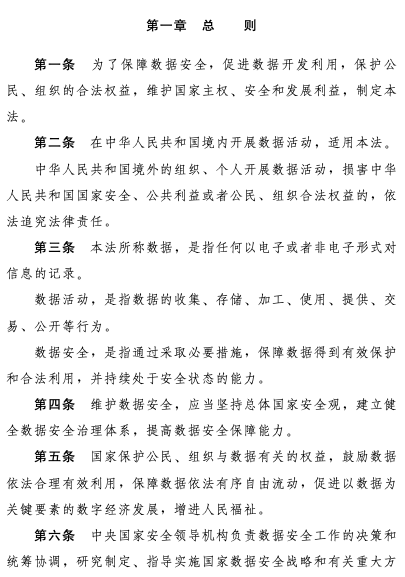 第一章 总 则
第一条 为了保障数据安全，促进数据开发利用，保护公
民、组织的合法权益，维护国家主权、安全和发展利益，制定本
法。
第二条 在中华人民共和国境内开展数据活动，适用本法。
中华人民共和国境外的组织、个人开展数据活动，损害中华
人民共和国国家安全、公共利益或者公民、组织合法权益的，依
法追究法律责任。
第三条 本法所称数据，是指任何以电子或者非电子形式对
信息的记录。
数据活动，是指数据的收集、存储、加工、使用、提供、交
易、公开等行为。
数据安全，是指通过采取必要措施，保障数据得到有效保护
和合法利用，并持续处于安全状态的能力。
第四条 维护数据安全，应当坚持总体国家安全观，建立健
全数据安全治理体系，提高数据安全保障能力。
第五条 国家保护公民、组织与数据有关的权益，鼓励数据
依法合理有效利用，保障数据依法有序自由流动，促进以数据为
关键要素的数字经济发展，增进人民福祉。
第六条 中央国家安全领导机构负责数据安全工作的决策和
统筹协调，研究制定、指导实施国家数据安全战略和有关重大方